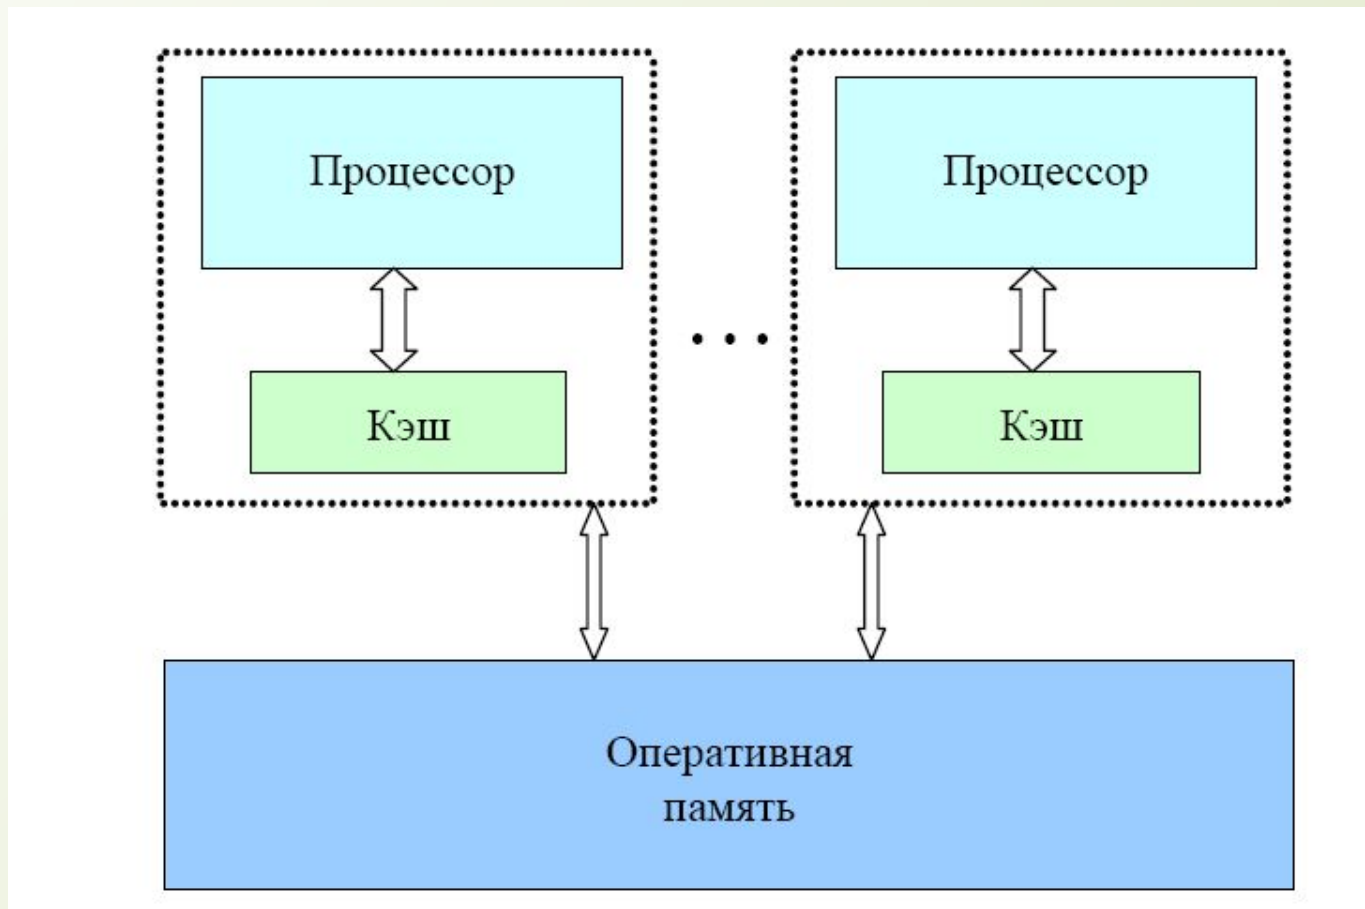 Процессор
Процессор
Кэш
Кэш
Оперативная
память